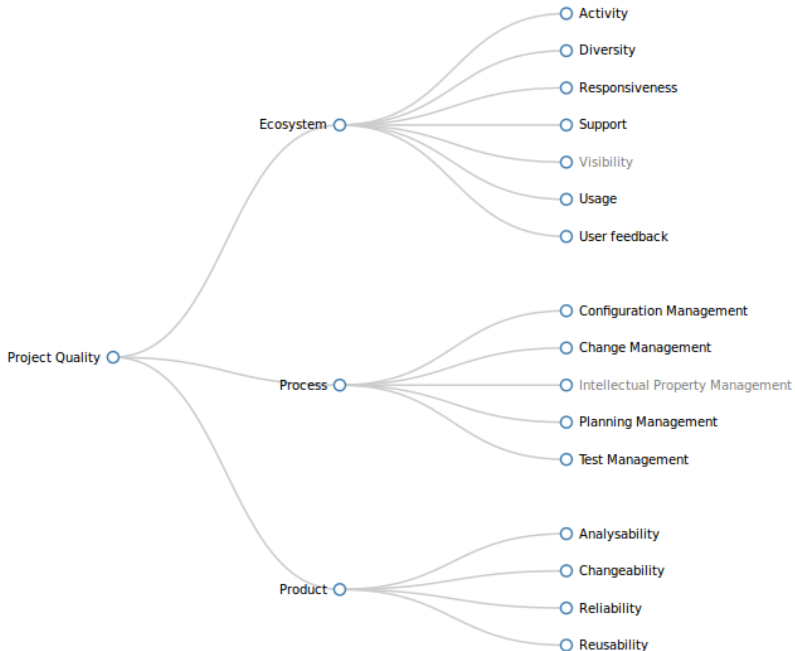 Project Quality
Ecosystem
Activity
Diversity
Responsiveness
Support
Visibility
Usage
User feedback
Process
Configuration Management
Change Management
Intellectual Property Management
Planning Management
Test Management
Product
Analysability
Changeability
Reliability
Reusability